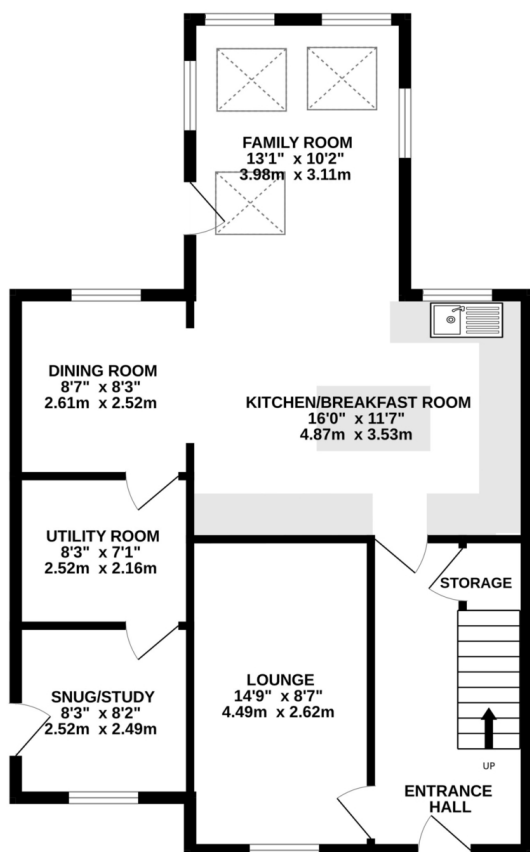 FAMILY ROOM
13'1" x 10'2"
3.98m x 3.11m
DINING ROOM
8'7" x 8'3"
2.61m x 2.52m
KITCHEN/BREAKFAST ROOM
16'0" x 11'7"
4.87m x 3.53m
UTILITY ROOM
8'3" x 7'1"
2.52m x 2.16m
STORAGE
SNUG/STUDY
8'3" x 8'2"
2.52m x 2.49m
LOUNGE
14'9" x 8'7"
4.49m x 2.62m
UP
ENTRANCE
HALL